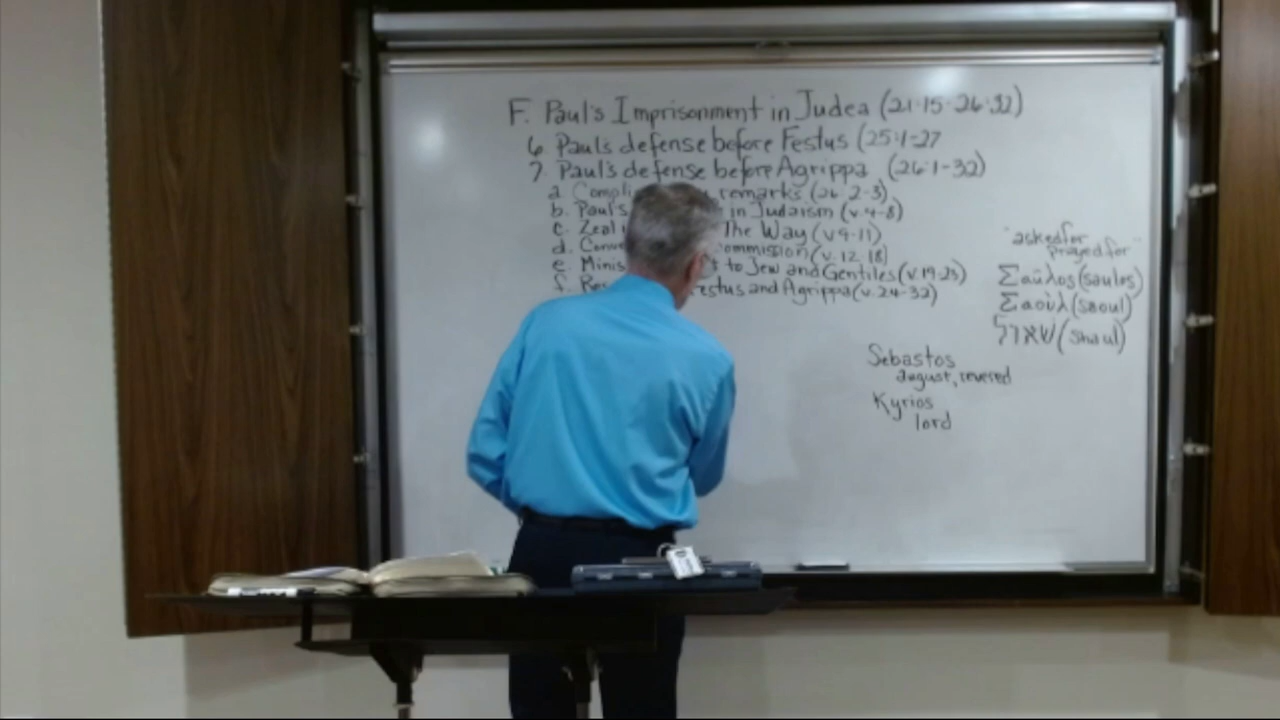 F. Paul's Imprisonment in Judea (21:15-26:32)
6. Paul's defense before Festus (25:1-27
7. Paul's defense before Agrippa (26:1-32)
a. remarks (26:2-3)
b. Paul's in Judaism (v.4-8)
c. Zeal The Way (v.9-11)
d. (v.12-18)
e. to Jew and Gentiles (v.19-23)
f. and Agrippa (v.24-32)
"asked for
prayed for"
Σαῦλος (saulos)
Σαοὺλ (saoul)
שאול (Shaul)
Sebastos
august, revered
Kyrios
lord